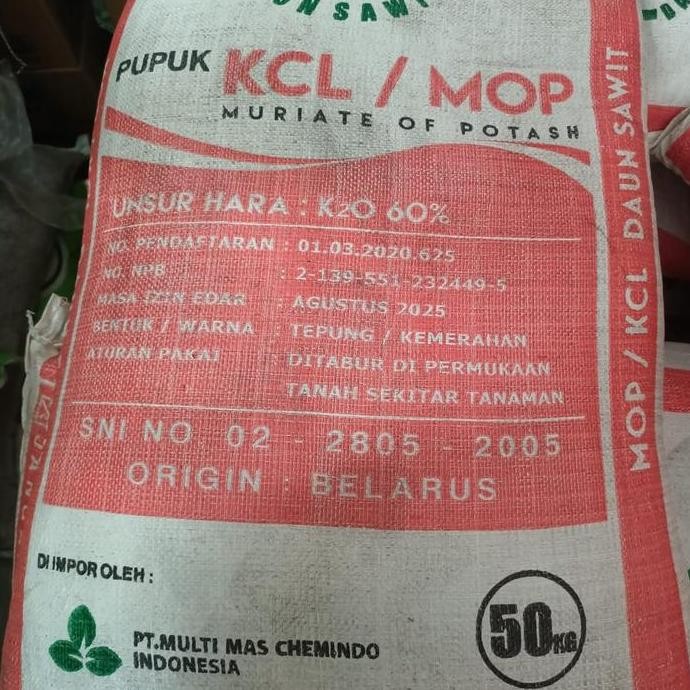 UN SAWI
PUPUK KCL / MOP
MURIATE OF POTASH
UNSUR HARA : K2O 60%
NO. PENDAFTARAN : 01.03.2020.625
NO. NPB : 2-139-551-232449-5
MASA IZIN EDAR : AGUSTUS 2025
BENTUK / WARNA : TEPUNG / KEMERAHAN
ATURAN PAKAI : DITABUR DI PERMUKAAN
TANAH SEKITAR TANAMAN
SNI NO 02 - 2805 - 2005
ORIGIN : BELARUS
DI IMPOR OLEH :
PT.MULTI MAS CHEMINDO
INDONESIA
50KG
MOP / KCL DAUN SAWIT